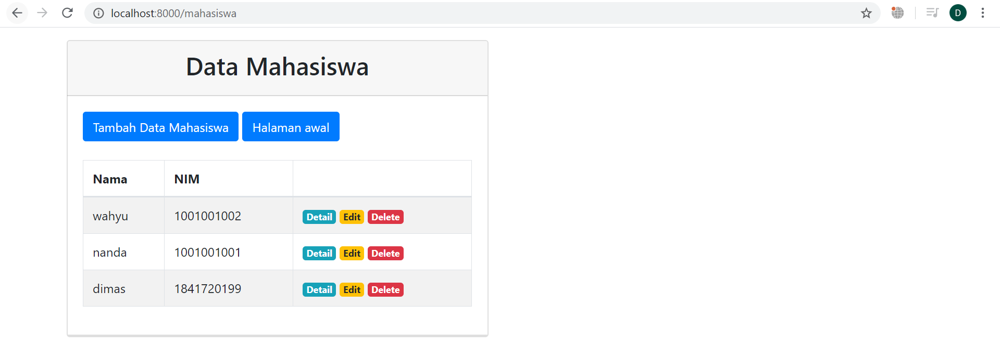 localhost:8000/mahasiswa
D
Data Mahasiswa
Tambah Data Mahasiswa Halaman awal
Nama NIM
wahyu 1001001002 Detail Edit Delete
nanda 1001001001 Detail Edit Delete
dimas 1841720199 Detail Edit Delete